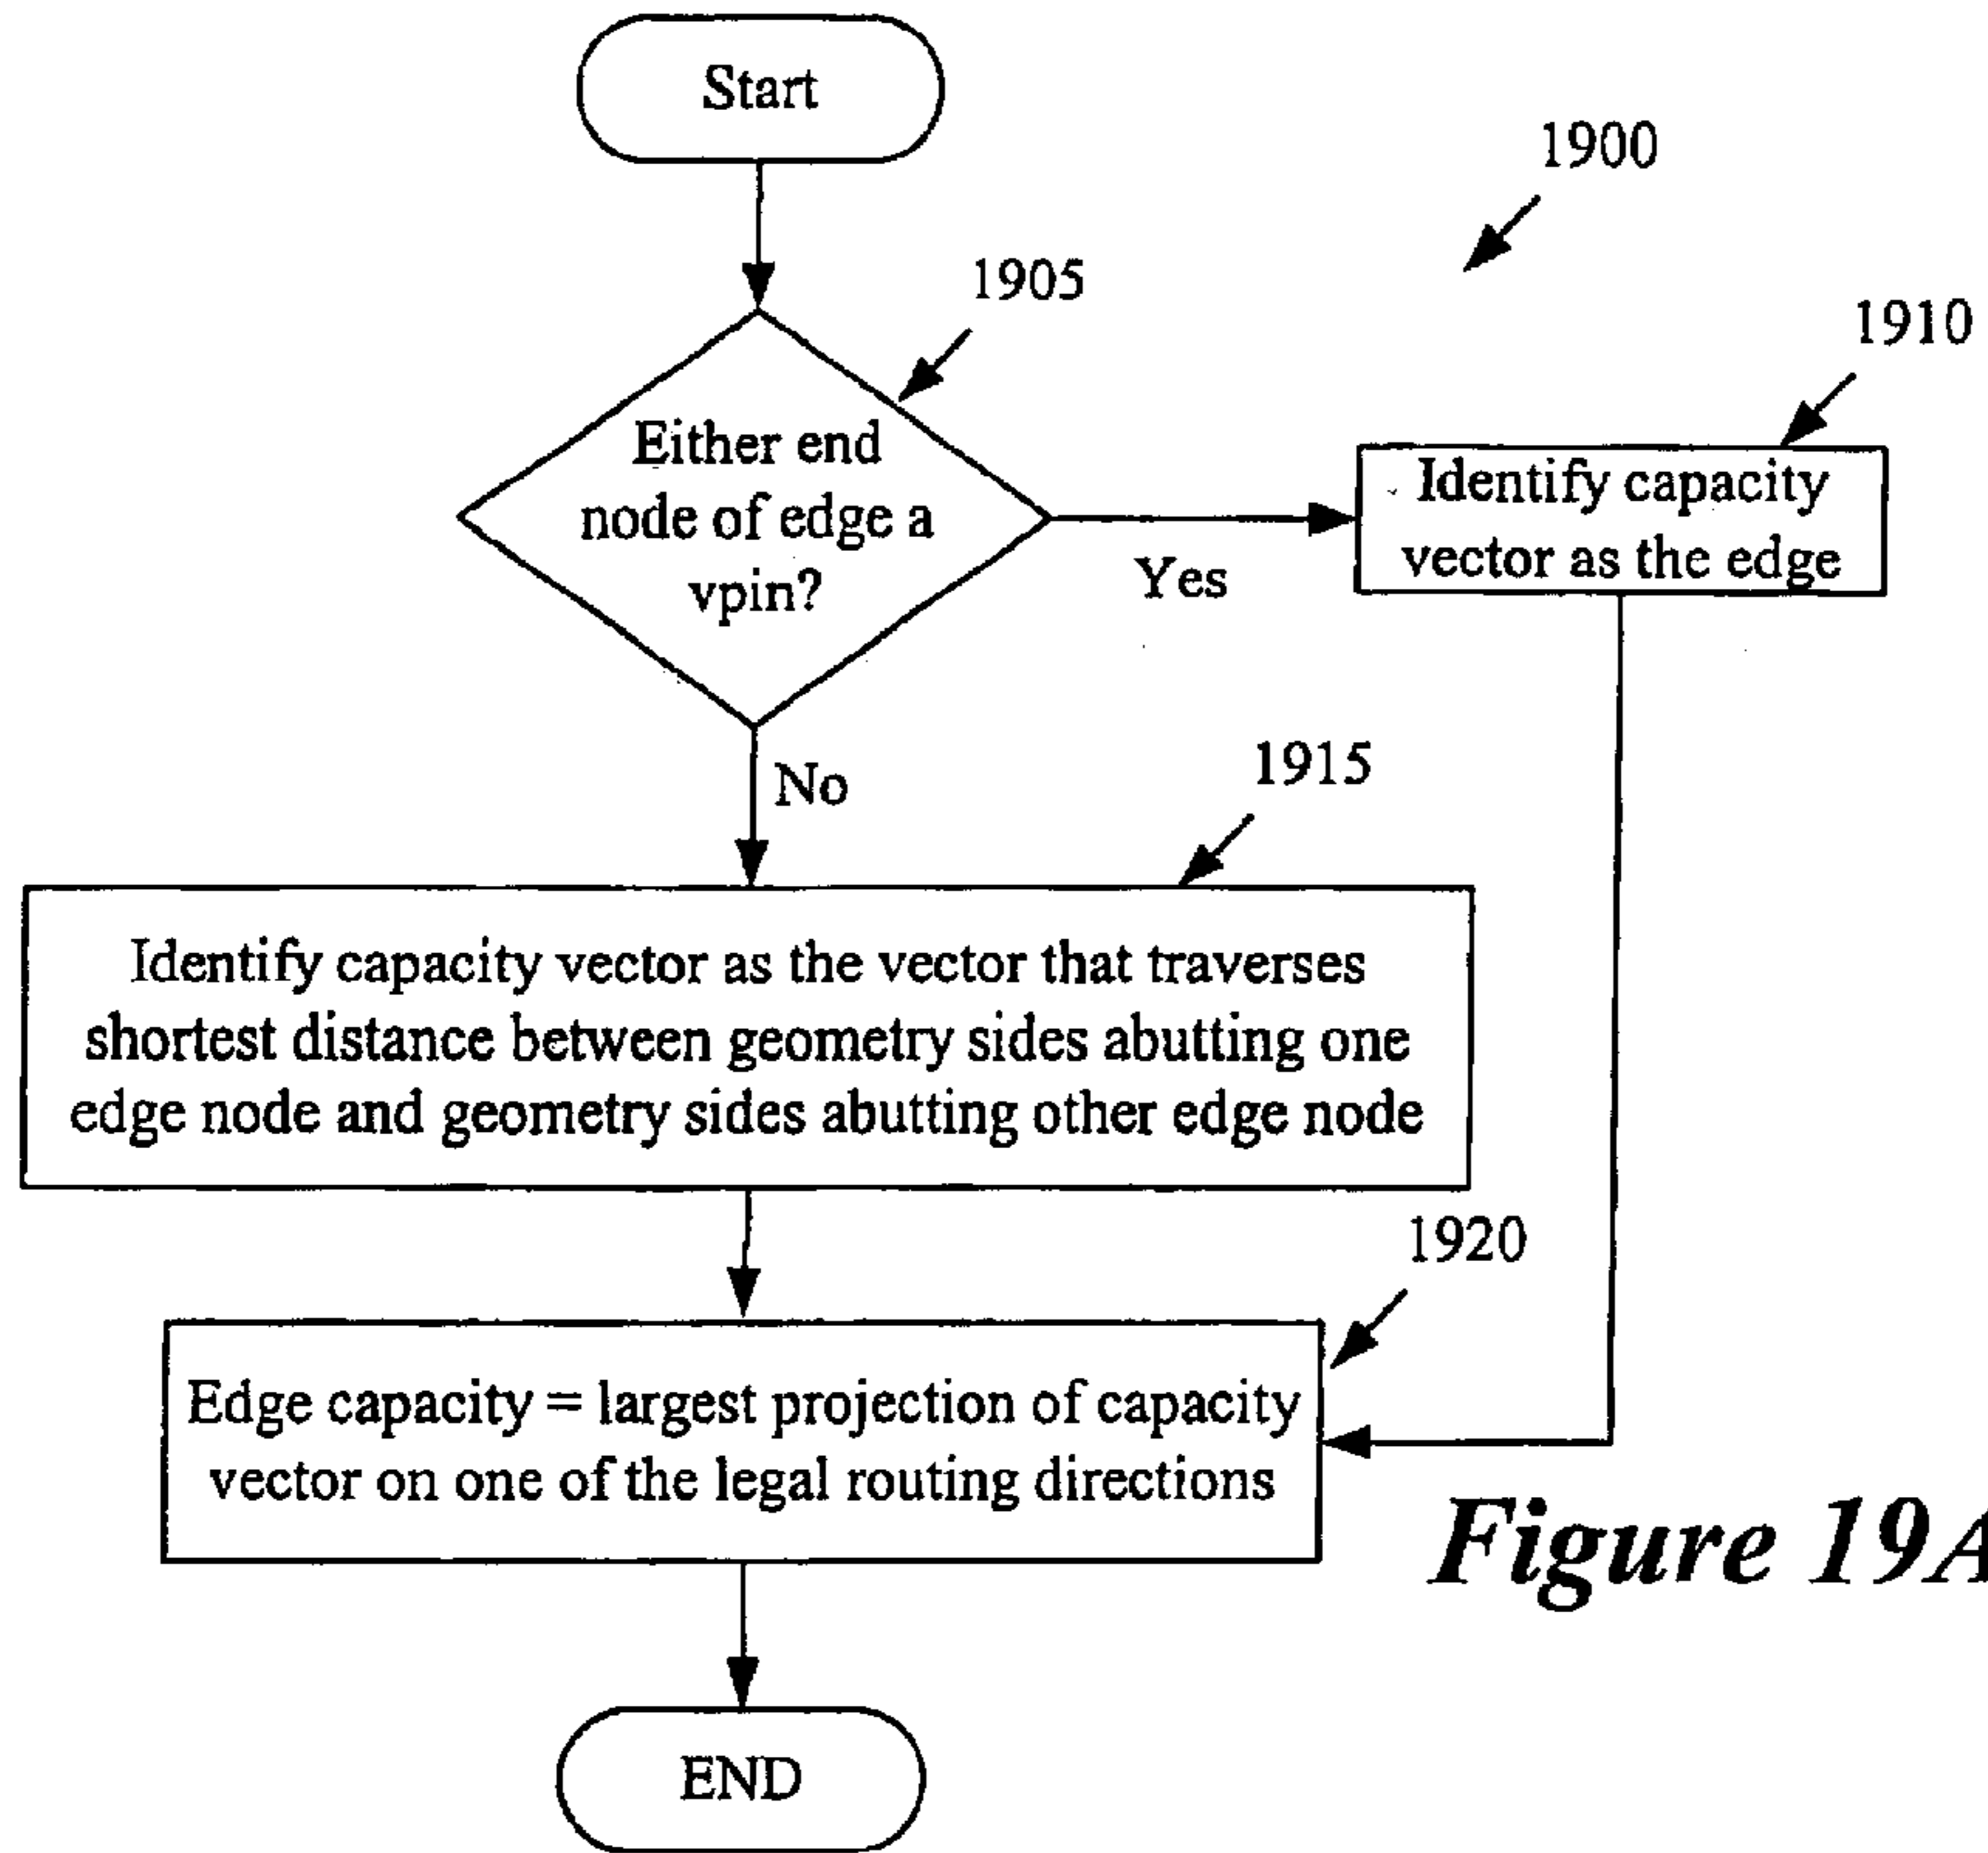 Start
1900
1905
1910
Either end
node of edge a
vpin?
Yes
Identify capacity
vector as the edge
No
1915
Identify capacity vector as the vector that traverses
shortest distance between geometry sides abutting one
edge node and geometry sides abutting other edge node
1920
Edge capacity = largest projection of capacity
vector on one of the legal routing directions
Figure 19A
END